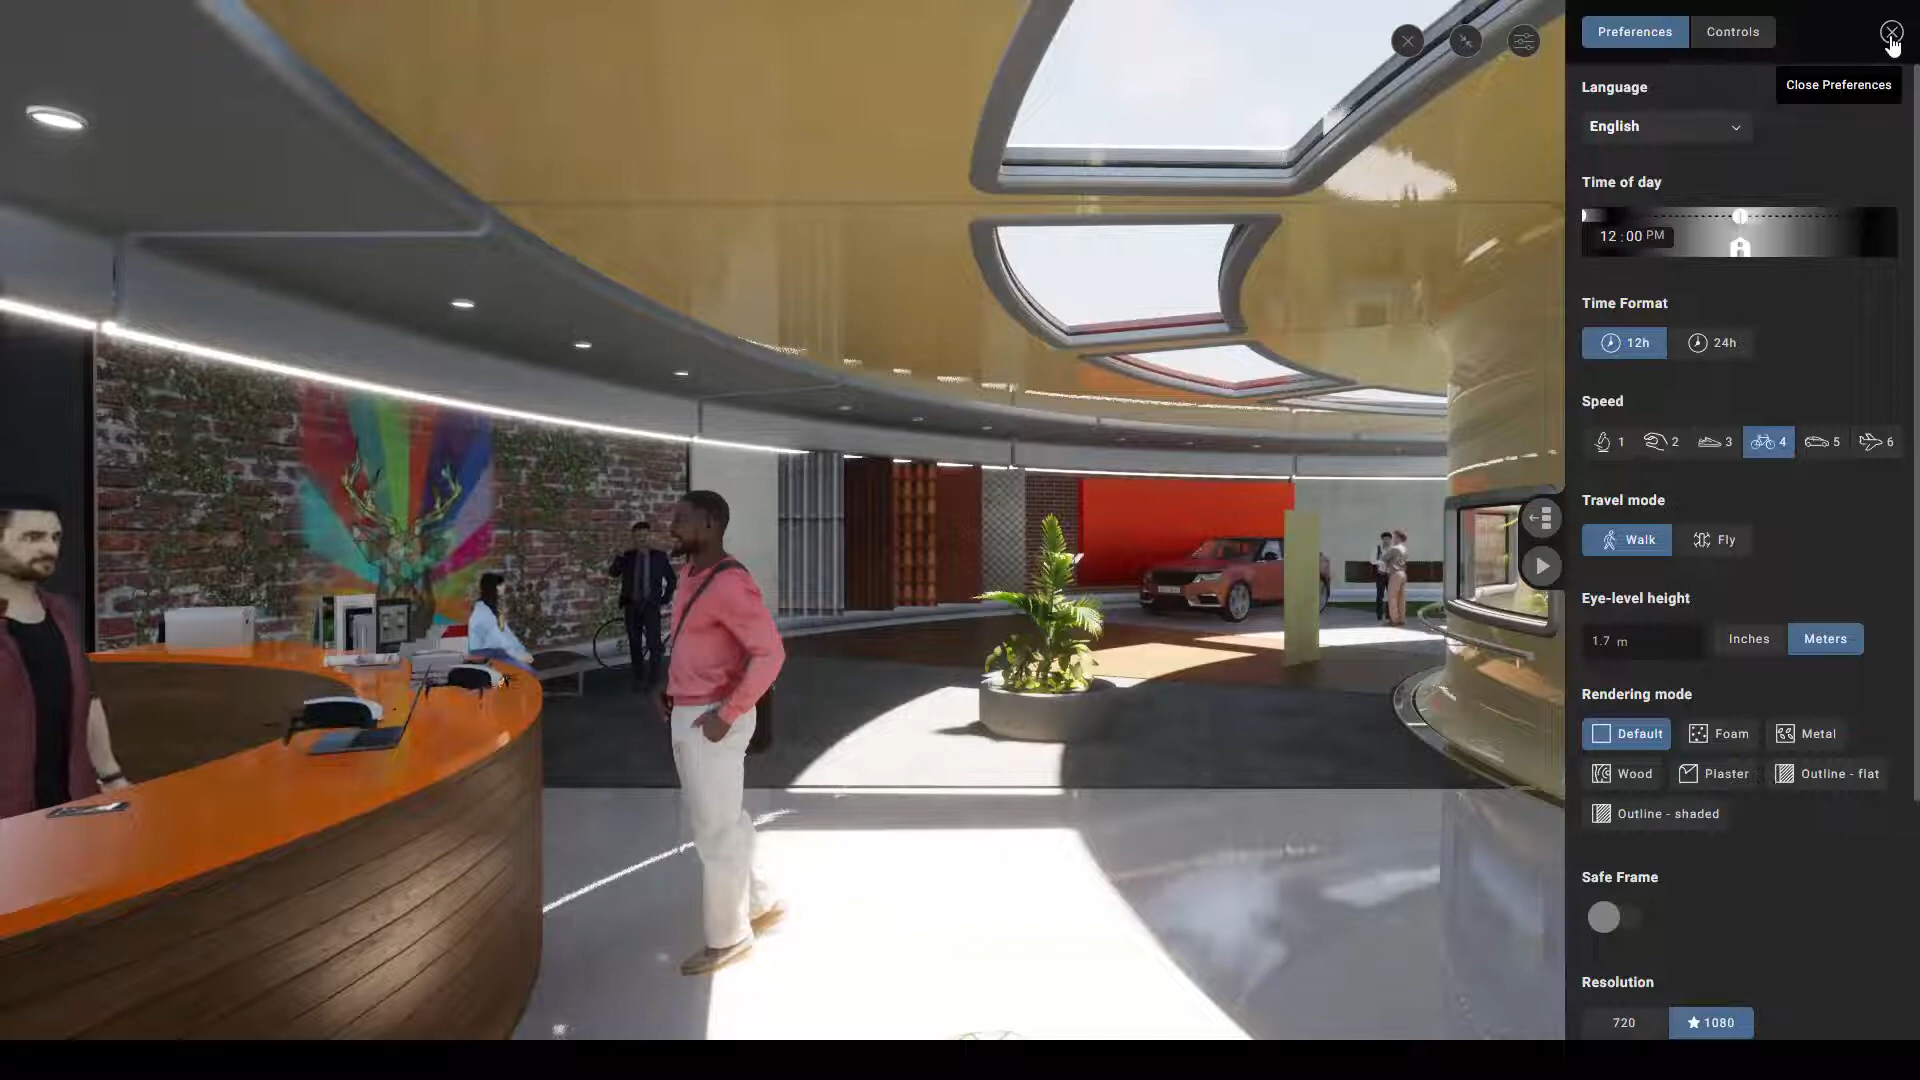 Preferences
Controls
Close Preferences
Language
English
Time of day
12 : 00 PM
Time Format
12h
24h
Speed
1
2
3
4
5
6
Travel mode
Walk
Fly
Eye-level height
1.7 m
Inches
Meters
Rendering mode
Default
Foam
Metal
Wood
Plaster
Outline - flat
Outline - shaded
Safe Frame
Resolution
720
1080